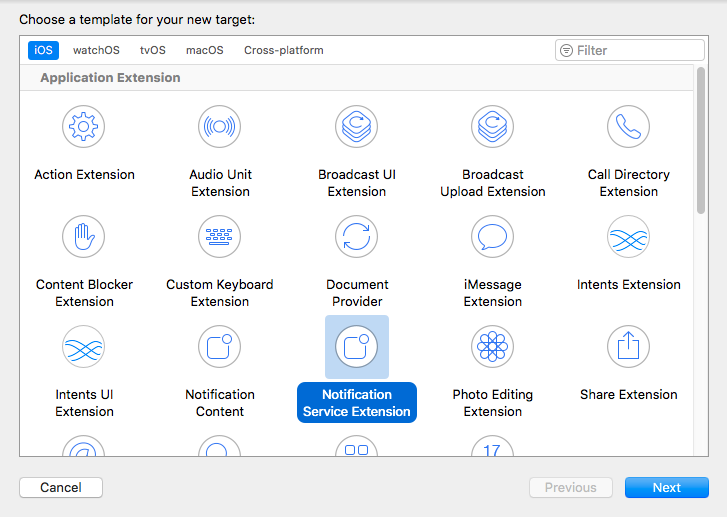 Choose a template for your new target:
iOS watchOS tvOS macOS Cross-platform Filter
Application Extension
Action Extension
Audio Unit
Extension
Broadcast UI
Extension
Broadcast
Upload Extension
Call Directory
Extension
Content Blocker
Extension
Custom Keyboard
Extension
Document
Provider
iMessage
Extension
Intents Extension
Intents UI
Extension
Notification
Content
Notification
Service Extension
Photo Editing
Extension
Share Extension
17
Cancel Previous Next